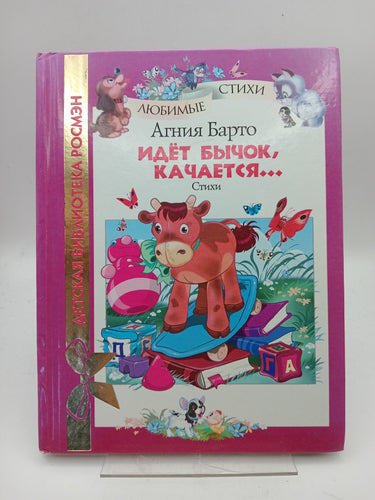 ЛЮБИМЫЕ СТИХИ
Агния Барто
ИДЁТ БЫЧОК,
КАЧАЕТСЯ...
Стихи
ДЕТСКАЯ БИБЛИОТЕКА РОСМЭН
П
Г
Г
А